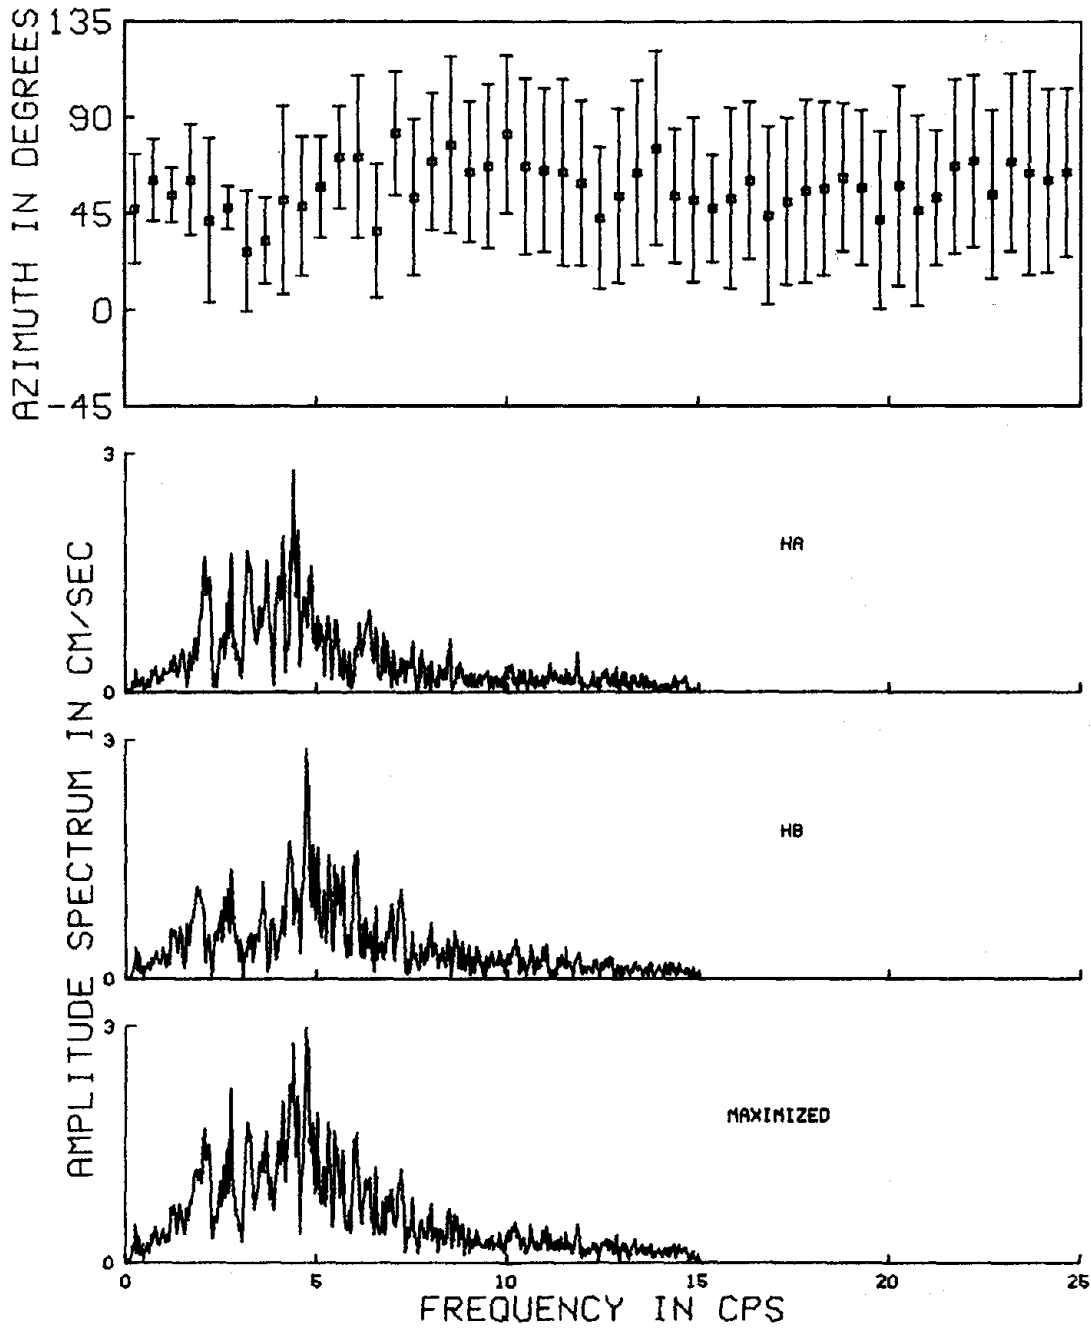 AZIMUTH IN DEGREES
135
90
45
0
-45
AMPLITUDE SPECTRUM IN CM/SEC
3
HA
0
3
HB
0
3
MAXIMIZED
0
0 5 10 15 20 25
FREQUENCY IN CPS